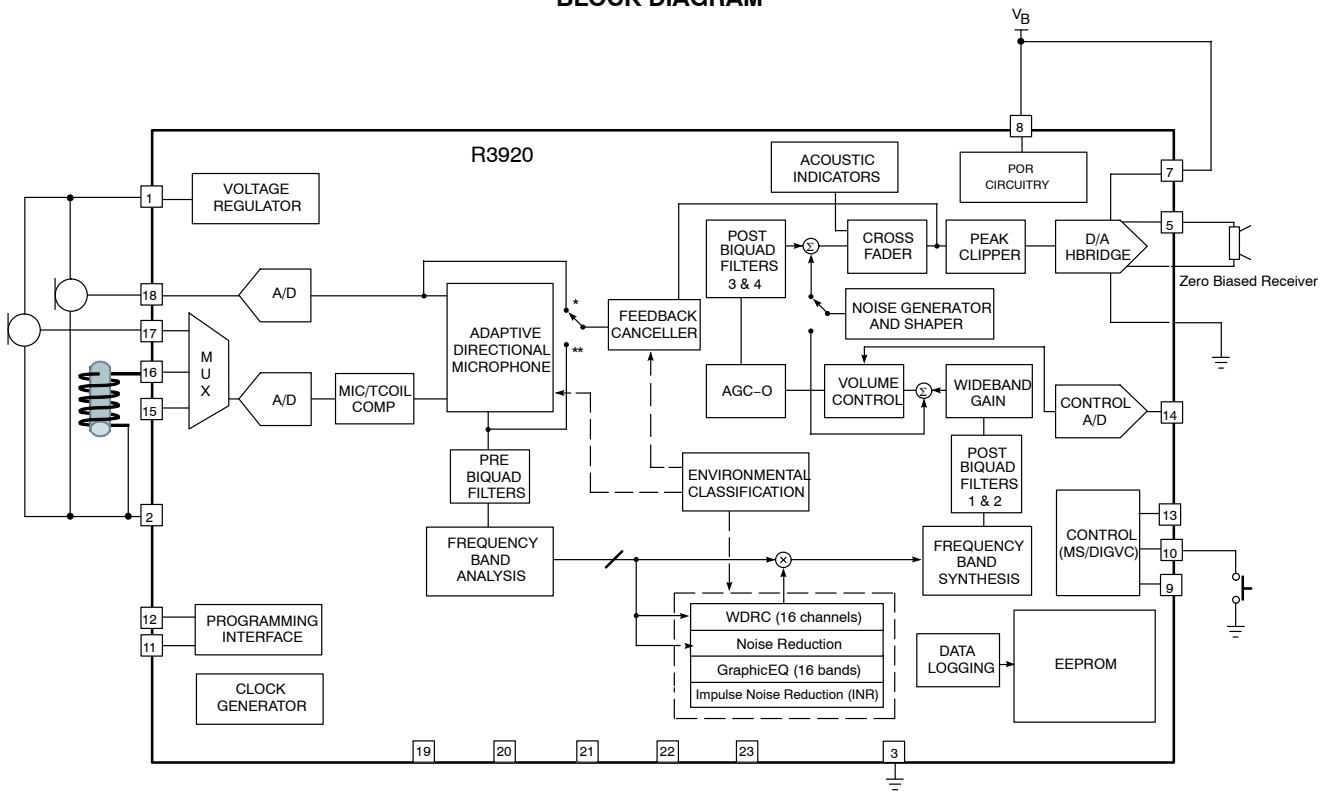 BLOCK DIAGRAM
VB
8
R3920
ACOUSTIC
INDICATORS
POR
CIRCUITRY
7
1
VOLTAGE
REGULATOR
5
POST
BIQUAD
FILTERS
3 & 4
Σ
CROSS
FADER
PEAK
CLIPPER
D/A
HBRIDGE
Zero Biased Receiver
18
A/D
*
FEEDBACK
CANCELLER
NOISE GENERATOR
AND SHAPER
17
ADAPTIVE
DIRECTIONAL
MICROPHONE
**
16
M
U
X
15
A/D
MIC/TCOIL
COMP
AGC−O
VOLUME
CONTROL
Σ
WIDEBAND
GAIN
CONTROL
A/D
14
PRE
BIQUAD
FILTERS
ENVIRONMENTAL
CLASSIFICATION
POST
BIQUAD
FILTERS
1 & 2
2
13
FREQUENCY
BAND
ANALYSIS
×
FREQUENCY
BAND
SYNTHESIS
CONTROL
(MS/DIGVC)
10
9
12
11
PROGRAMMING
INTERFACE
WDRC (16 channels)
Noise Reduction
GraphicEQ (16 bands)
Impulse Noise Reduction (INR)
DATA
LOGGING
EEPROM
CLOCK
GENERATOR
19
20
21
22
23
3